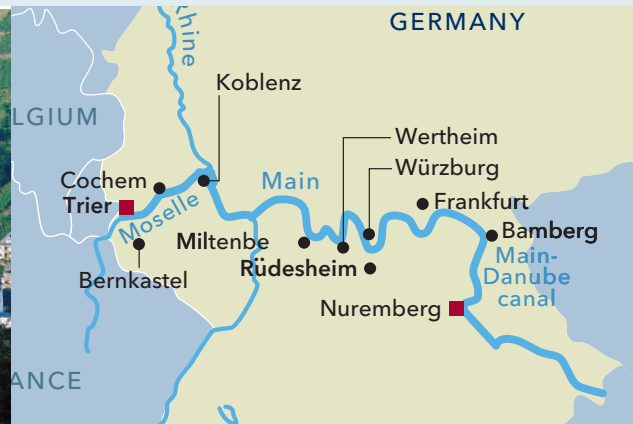 GERMANY
Rhine
Koblenz
LGIUM
Wertheim
Würzburg
Cochem
Main
Trier
Frankfurt
Moselle
Miltenbe
Bamberg
Rüdesheim
Main-
Danube
canal
Bernkastel
Nuremberg
ANCE